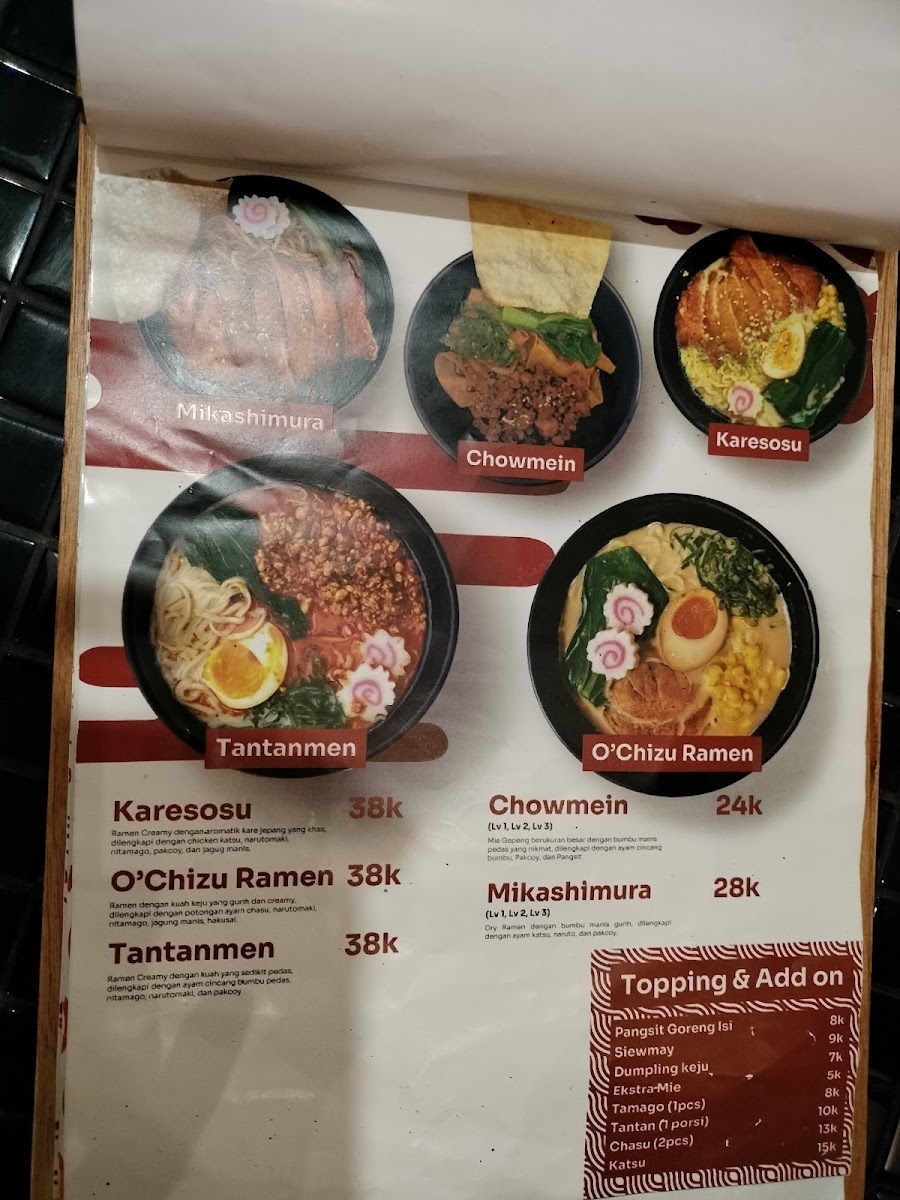 Mikashimura
Chowmein
Karesosu
Tantanmen
O'Chizu Ramen
Karesosu 38k
Ramen Creamy dengan aromatik kare jepang yang khas,
dilengkapi dengan chicken katsu, narutomaki,
nitamago, pakcoy, dan jagug manis.
O'Chizu Ramen 38k
Ramen dengan kuah keju yang gurih dan creamy,
dilengkapi dengan potongan ayam chasu, narutomaki,
nitamago, jagung manis, hakusai.
Tantanmen 38k
Ramen Creamy dengan kuah yang sedikit pedas,
dilengkapi dengan ayam cincang bumbu pedas,
nitamago, narutomaki, dan pakcoy
Chowmein 24k
(Lv 1, Lv 2, Lv 3)
Mie Gepeng berukuran besar dengan bumbu manis
pedas yang nikmat, dilengkapi dengan ayam cincang
bumbu, Pakcoy, dan Pangsit
Mikashimura 28k
(Lv 1, Lv 2, Lv 3)
Dry Ramen dengan bumbu manis gurih, dilengkapi
dengan ayam katsu, naruto, dan pakcoy.
Topping & Add on
Pangsit Goreng Isi 8k
Siewmay 9k
Dumpling keju 7k
Ekstra-Mie 5k
Tamago (1pcs) 8k
Tantan (1 porsi) 10k
Chasu (2pcs) 13k
Katsu 15k